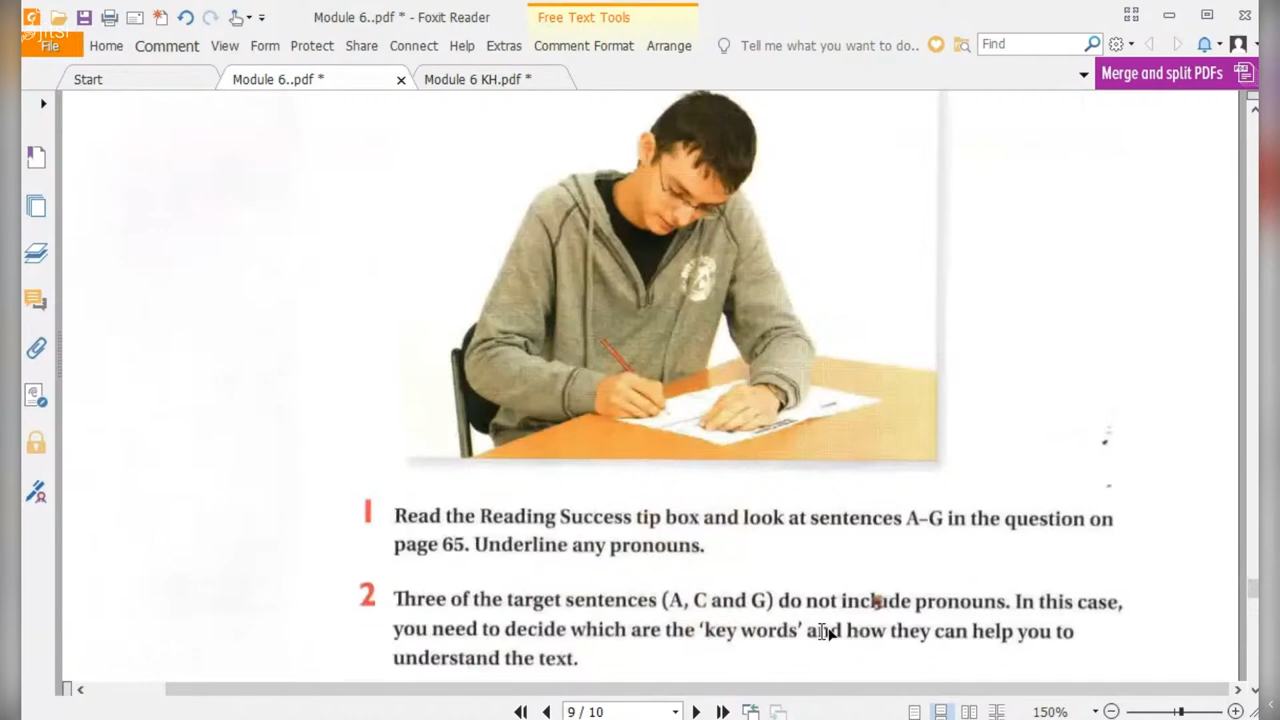 jitsi
Module 6..pdf * - Foxit Reader
Free Text Tools
File
Home
Comment
View
Form
Protect
Share
Connect
Help
Extras
Comment Format
Arrange
Tell me what you want to do..
Find
Start
Module 6..pdf *
Module 6 KH.pdf *
Merge and split PDFs
1 Read the Reading Success tip box and look at sentences A–G in the question on
page 65. Underline any pronouns.
2 Three of the target sentences (A, C and G) do not include pronouns. In this case,
you need to decide which are the ‘key words’ and how they can help you to
understand the text.
9 / 10
150%